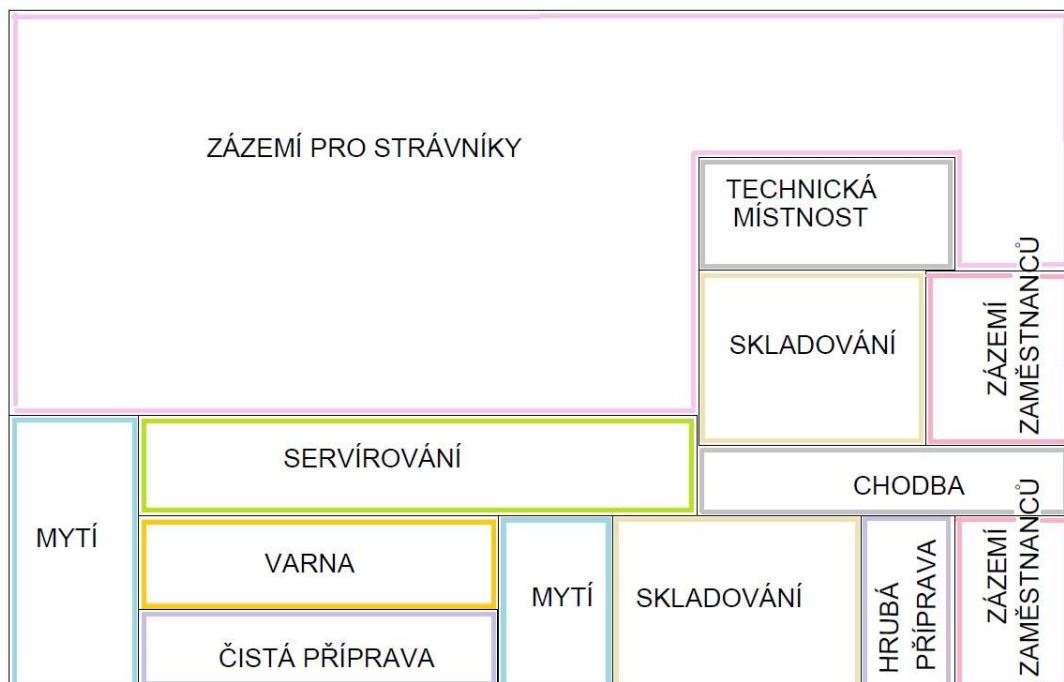 ZÁZEMÍ PRO STRÁVNÍKY
TECHNICKÁ
MÍSTNOST
SKLADOVÁNÍ
ZÁZEMÍ
ZAMĚSTNANCŮ
SERVÍROVÁNÍ
CHODBA
MYTÍ
VARNA
MYTÍ
SKLADOVÁNÍ
HRUBÁ
PŘÍPRAVA
ZÁZEMÍ
ZAMĚSTNANCŮ
ČISTÁ PŘÍPRAVA